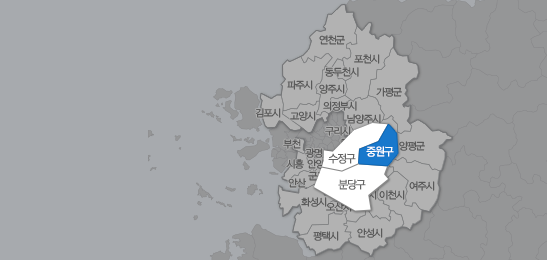 연천군
포천시
동두천시
파주시
양주시
가평군
의정부시
김포시
고양시
남양주시
구리시
부천
광명
수정구
중원구
양평군
시흥
안양
군
분당구
안산
여주시
이천시
화성시
오산시
평택시
안성시